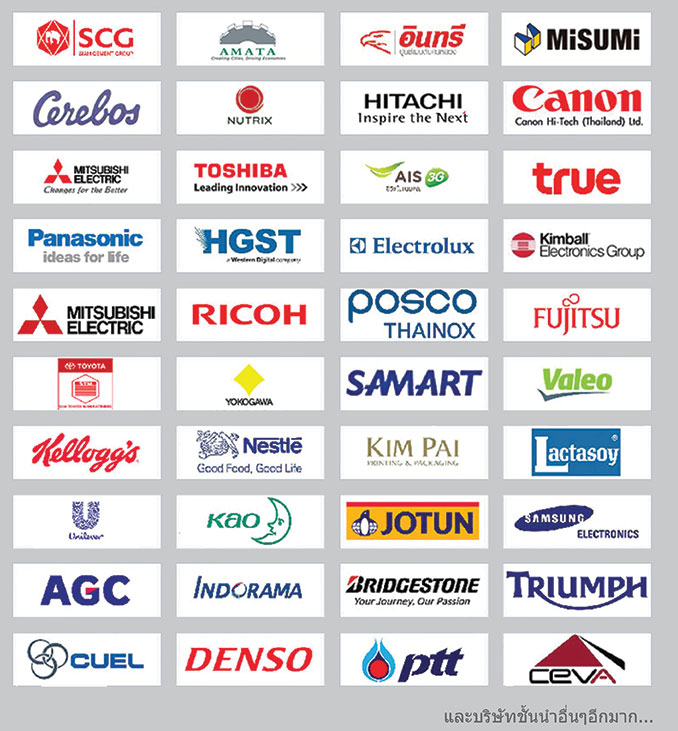 SCG
MANAGEMENT GROUP
AMATA
Creating Cities, Driving Economies
อินทรี
MiSUMi
Cerebos
NUTRIX
HITACHI
Inspire the Next
Canon
Canon Hi-Tech (Thailand) Ltd.
MITSUBISHI
ELECTRIC
Changes for the Better
TOSHIBA
Leading Innovation >>>
AIS 3G
true
Panasonic
ideas for life
HGST
a Western Digital company
Electrolux
Kimball
Electronics Group
MITSUBISHI
ELECTRIC
RICOH
posco
THAINOX
FUJITSU
TOYOTA
STM
YOKOGAWA
SAMART
Valeo
Kellogg's
Nestlé
Good Food, Good Life
KIM PAI
PRINTING & PACKAGING
Lactasoy
Unilever
Kao
JOTUN
SAMSUNG
ELECTRONICS
AGC
INDORAMA
BRIDGESTONE
Your Journey, Our Passion
TRIUMPH
CUEL
DENSO
ptt
CEVA
และบริษัทชั้นนำอื่นๆอีกมาก...